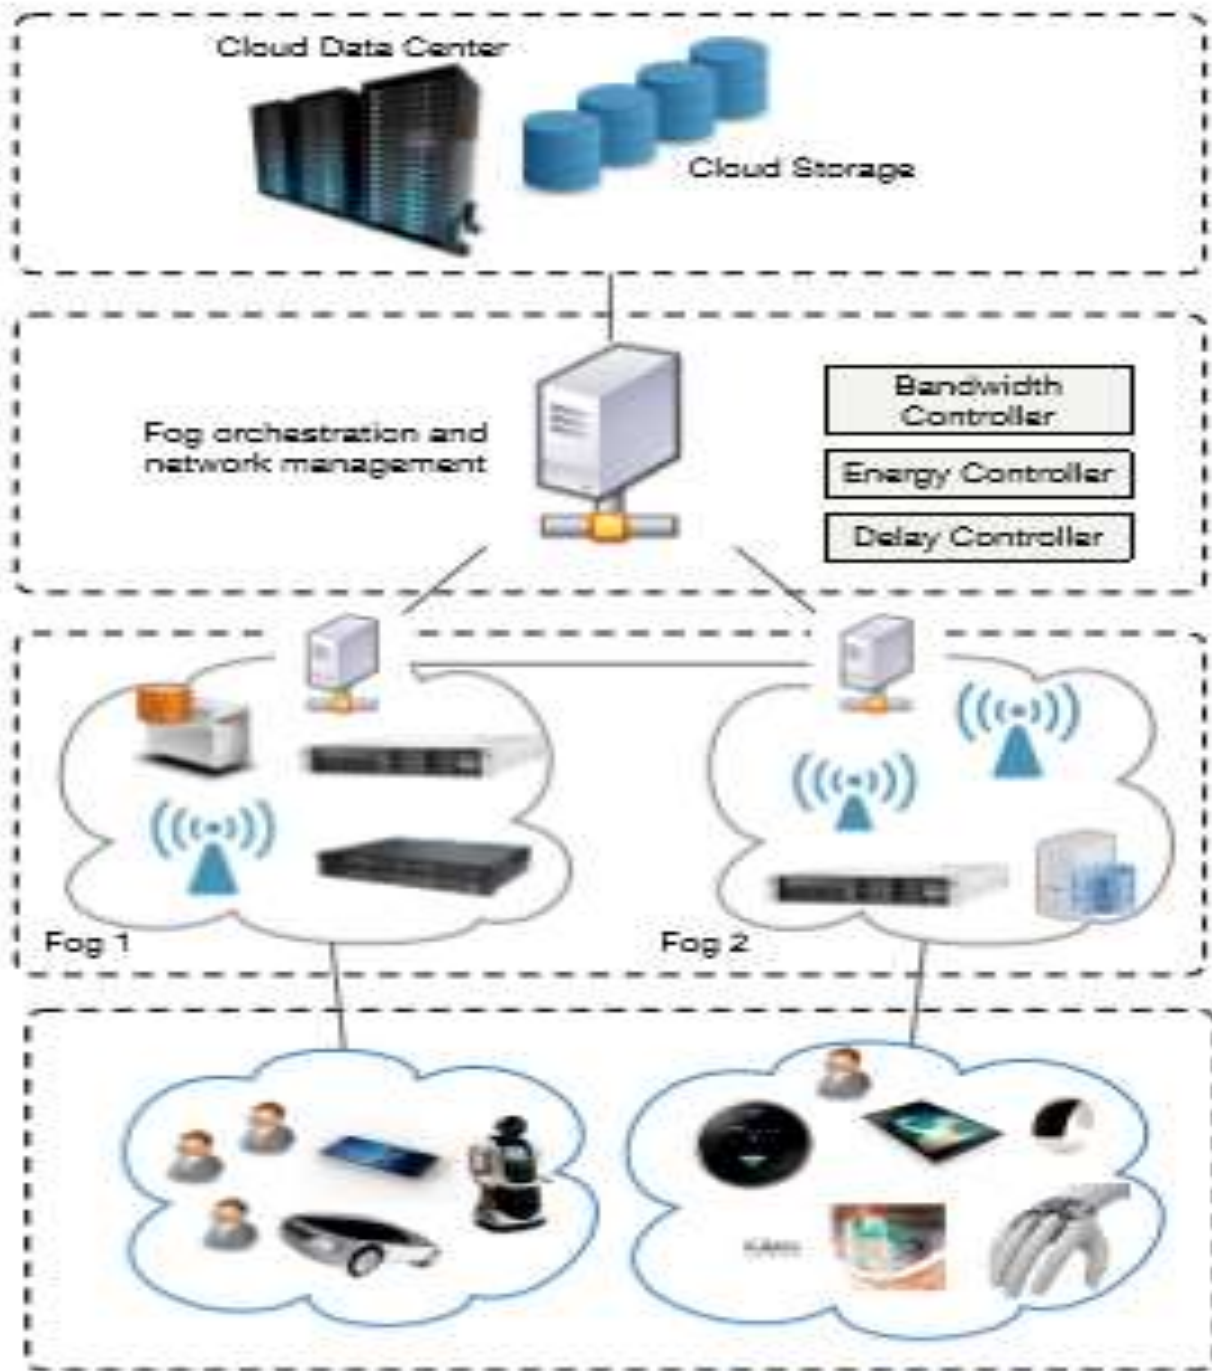 Cloud Data Center
Cloud Storage
Fog orchestration and
network management
Bandwidth
Controller
Energy Controller
Delay Controller
Fog 1
Fog 2